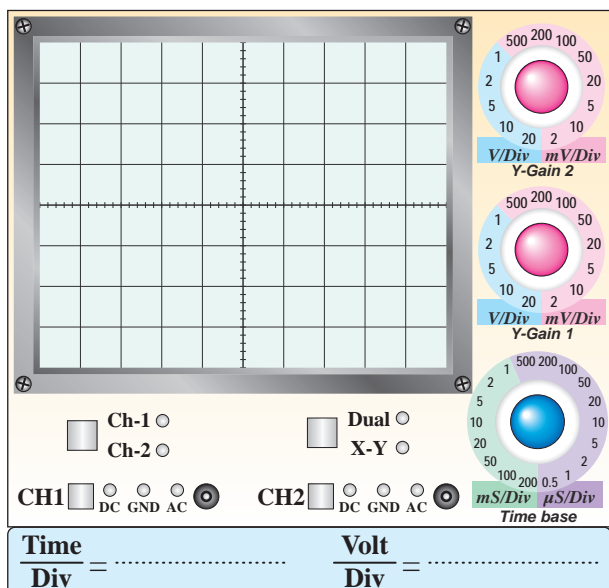 500 200 100
1 50
2 20
5 10
10 5
20 2
V/Div mV/Div
Y-Gain 2
500 200 100
1 50
2 20
5 10
10 5
20 2
V/Div mV/Div
Y-Gain 1
1 500 200 100
2 50
5 20
10 10
20 5
50 2
100 200 0.5 1
mS/Div µS/Div
Time base
Ch-1
Ch-2
Dual
X-Y
CH1 DC GND AC
CH2 DC GND AC
Time
Div = ........................
Volt
Div = ........................